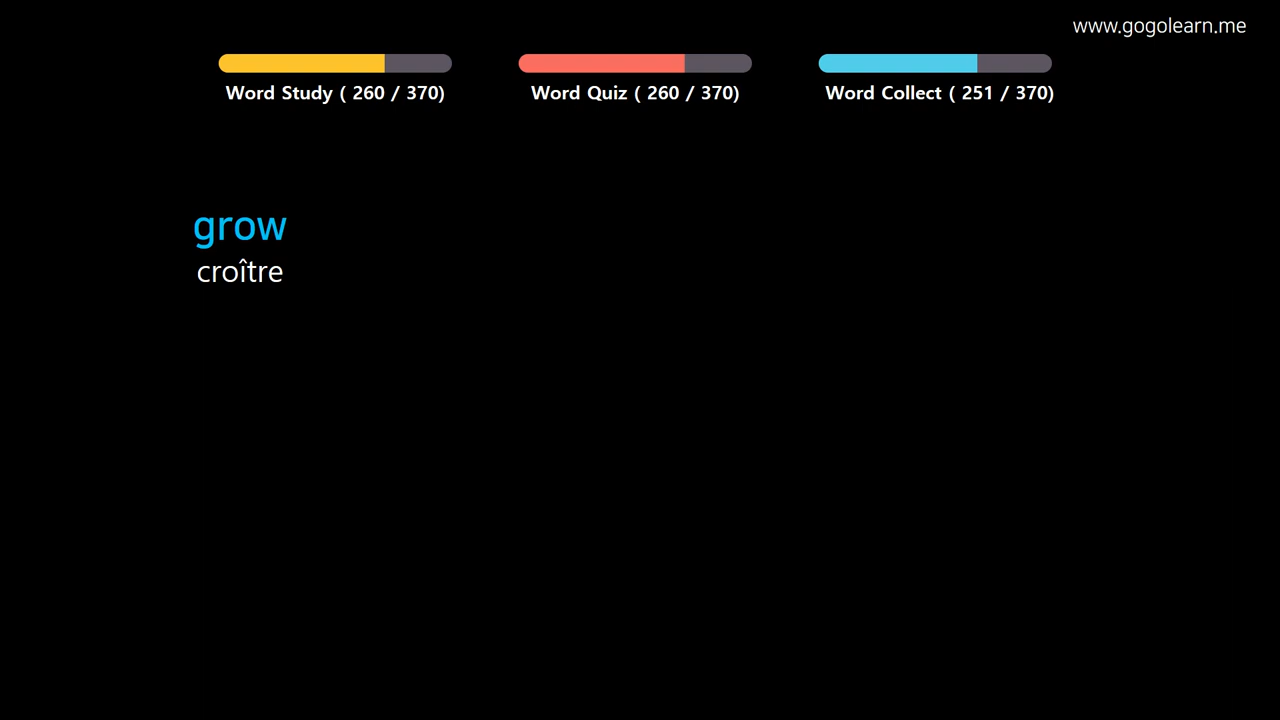 www.gogolearn.me
Word Study ( 260 / 370)
Word Quiz ( 260 / 370)
Word Collect ( 251 / 370)
grow
croître